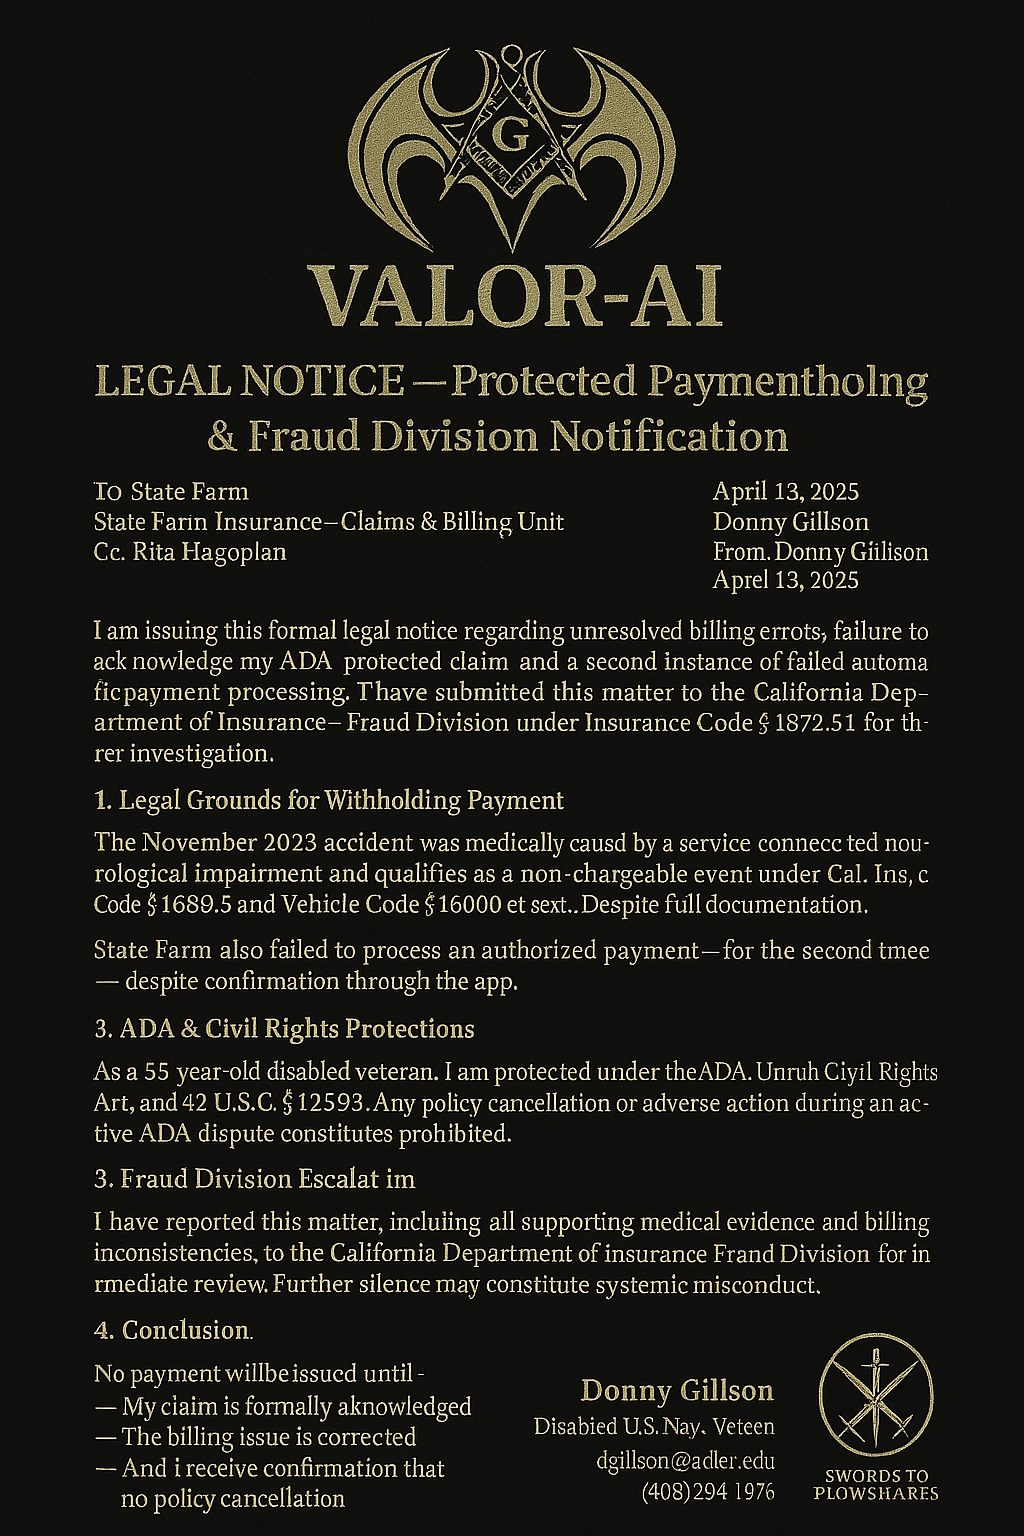 G
VALOR-AI
LEGAL NOTICE — Protected Paymentholng
& Fraud Division Notification
To State Farm
State Farin Insurance–Claims & Billing Unit
Cc. Rita Hagoplan
April 13, 2025
Donny Gillson
From. Donny Giilison
Aprel 13, 2025
I am issuing this formal legal notice regarding unresolved billing errots, failure to
ack nowledge my ADA protected claim and a second instance of failed automa
fic payment processing. Thave submitted this matter to the California Dep-
artment of Insurance– Fraud Division under Insurance Code § 1872.51 for th-
rer investigation.
1. Legal Grounds for Withholding Payment
The November 2023 accident was medically causd by a service connecc ted nou-
rological impairment and qualifies as a non-chargeable event under Cal. Ins, c
Code § 1689.5 and Vehicle Code § 16000 et sext.. Despite full documentation.
State Farm also failed to process an authorized payment—for the second tmee
— despite confirmation through the app.
3. ADA & Civil Rights Protections
As a 55 year-old disabled veteran. I am protected under the ADA. Unruh Ciyil Rights
Art, and 42 U.S.C. § 12593. Any policy cancellation or adverse action during an ac-
tive ADA dispute constitutes prohibited.
3. Fraud Division Escalat im
I have reported this matter, incluiing all supporting medical evidence and billing
inconsistencies, to the California Department of insurance Frand Division for in
rmediate review. Further silence may constitute systemic misconduct.
4. Conclusion.
No payment willbe issucd until -
— My ciaim is formally aknowledged
— The billing issue is corrected
— And i receive confirmation that
no policy cancellation
Donny Gillson
Disabied U.S. Nay. Veteen
dgillson@adler.edu
(408) 294 1976
SWORDS TO
PLOWSHARES